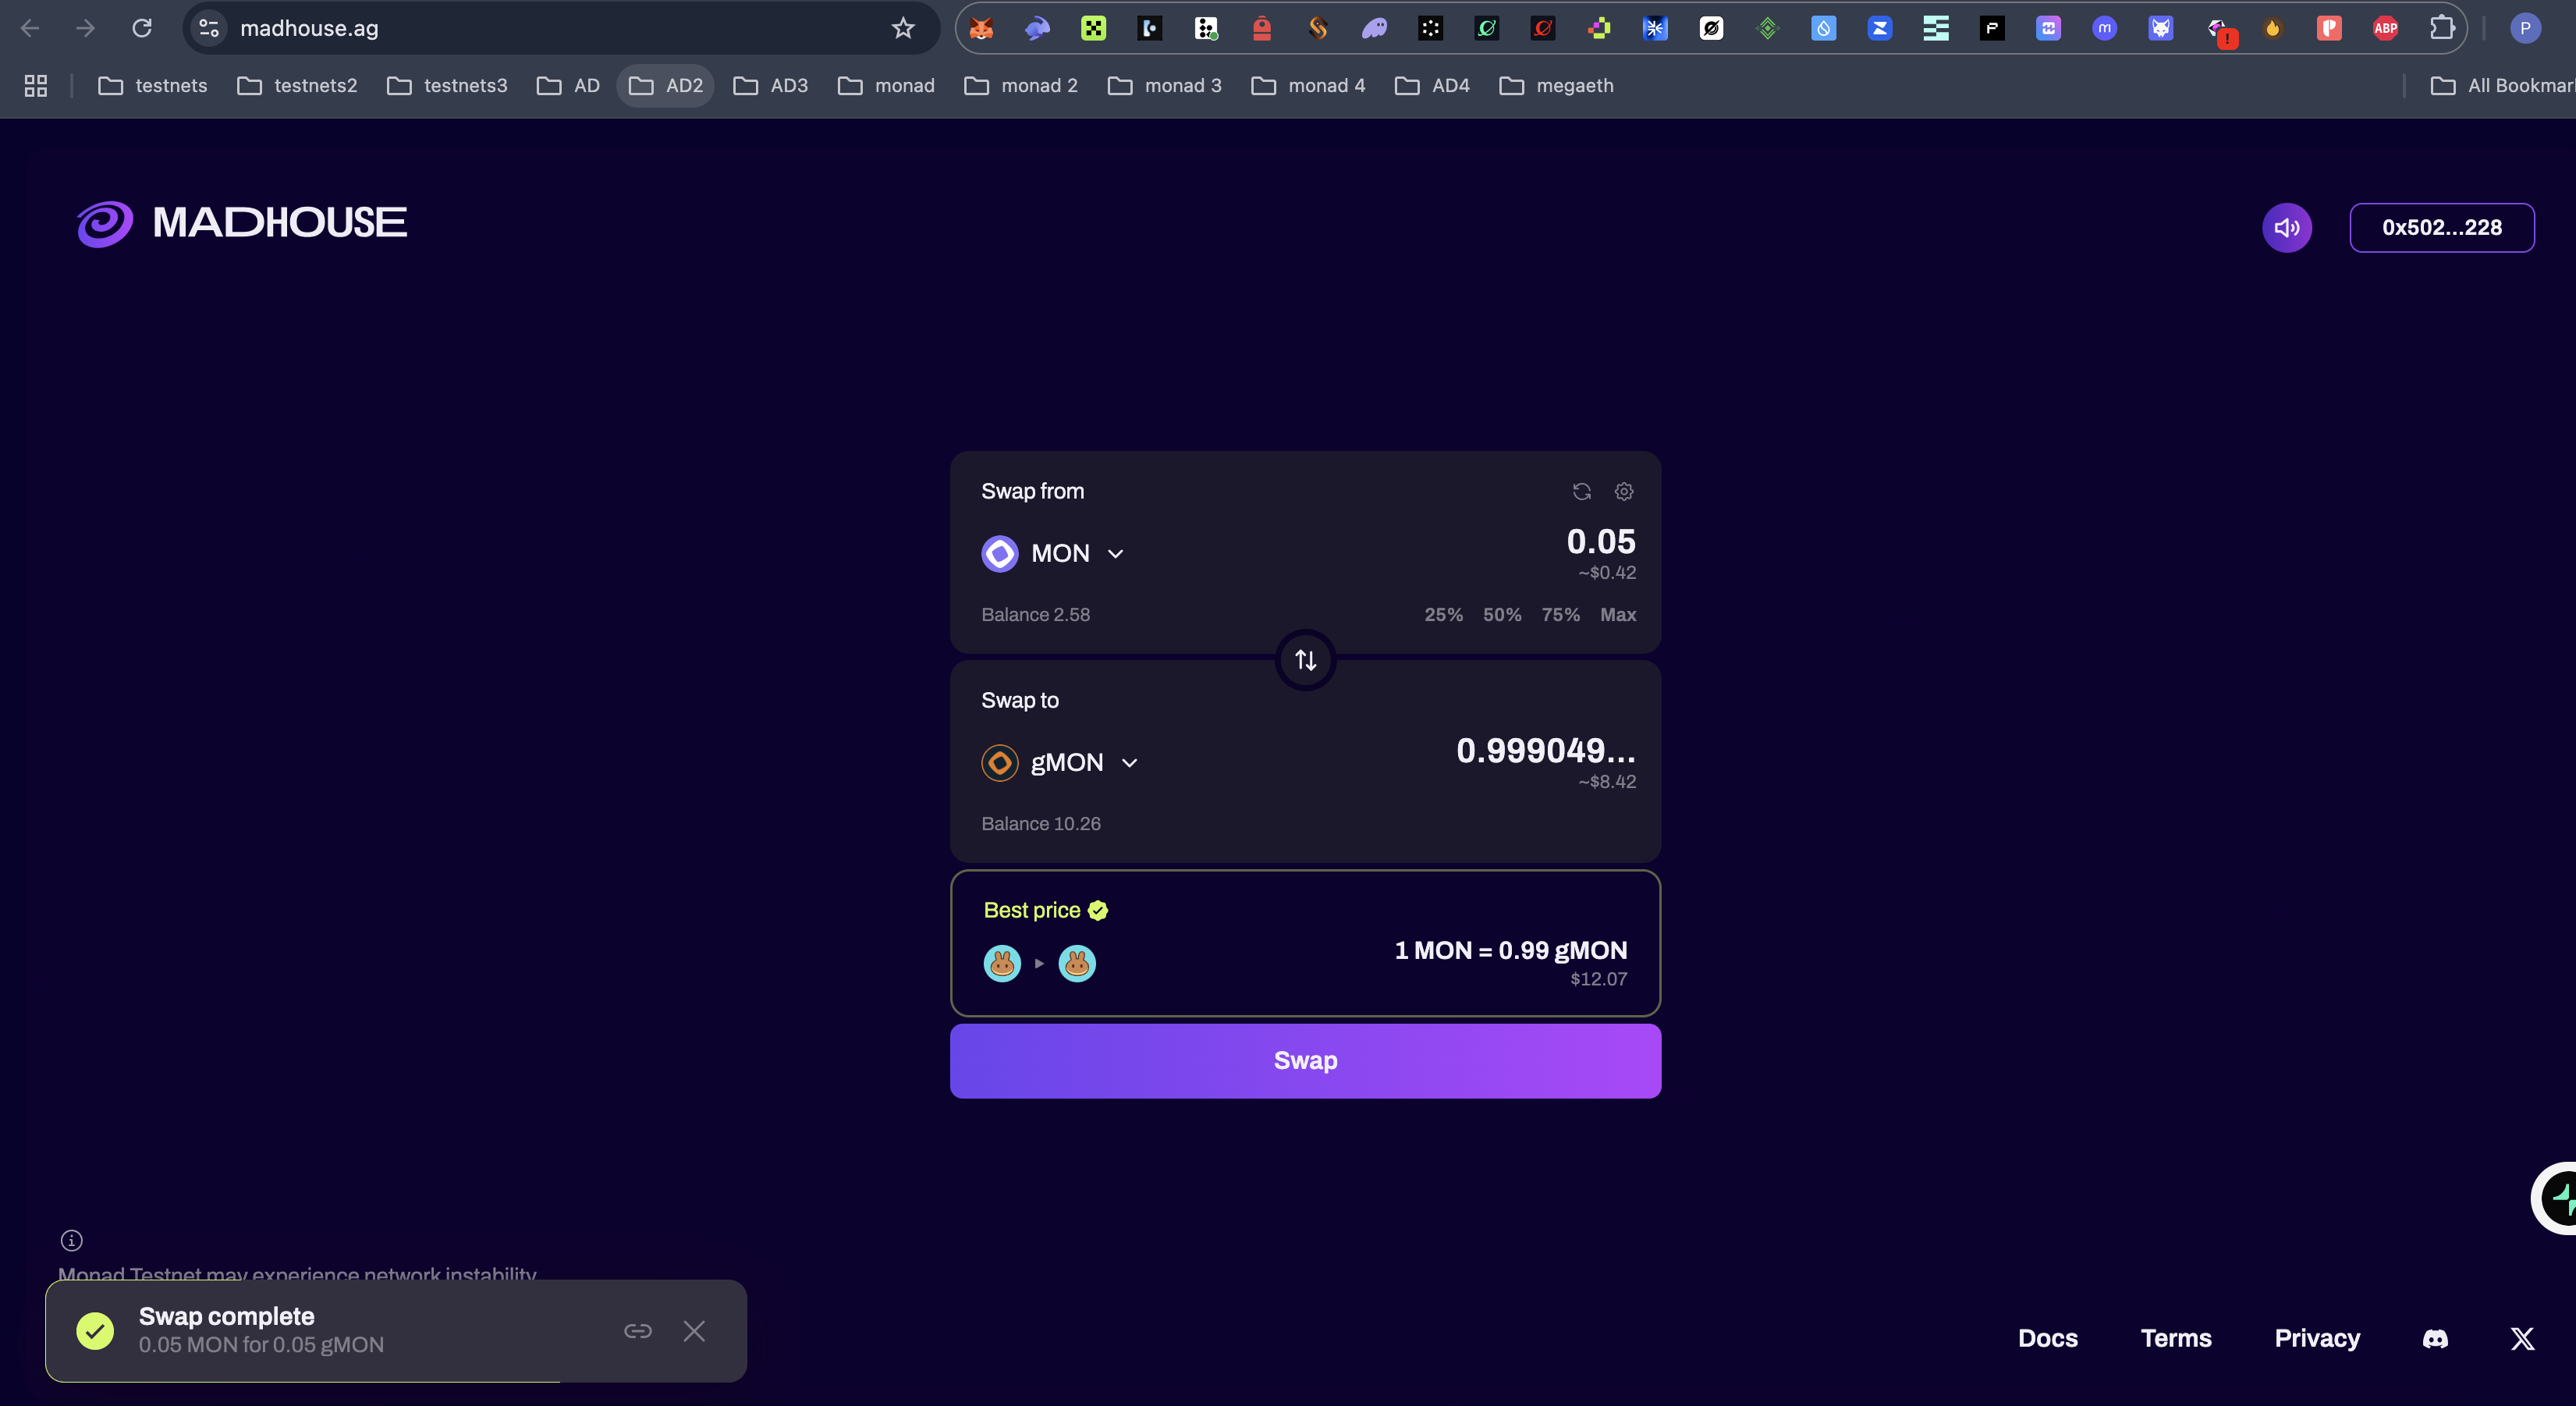 madhouse.ag
ABP
P
testnets
testnets2
testnets3
AD
AD2
AD3
monad
monad 2
monad 3
monad 4
AD4
megaeth
All Bookmar
MADHOUSE
0x502...228
Swap from
MON
0.05
~$0.42
Balance 2.58
25%
50%
75%
Max
Swap to
gMON
0.999049...
~$8.42
Balance 10.26
Best price
1 MON = 0.99 gMON
$12.07
Swap
Monad Testnet may experience network instability
Swap complete
0.05 MON for 0.05 gMON
Docs
Terms
Privacy